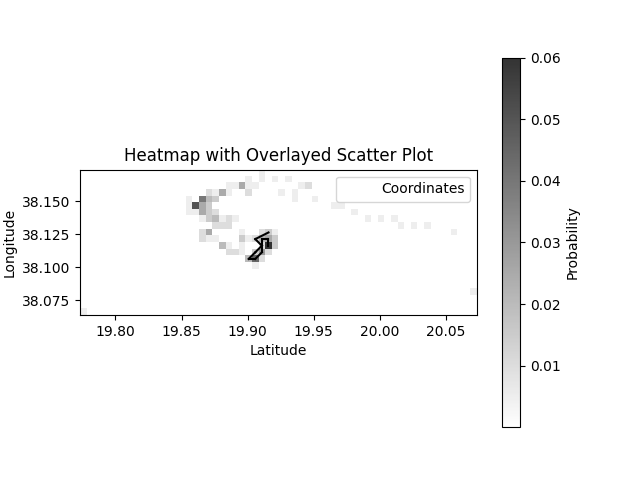 Heatmap with Overlayed Scatter Plot
Coordinates
Longitude
38.150
38.125
38.100
38.075
19.80 19.85 19.90 19.95 20.00 20.05
Latitude
0.06
0.05
0.04
0.03
0.02
0.01
Probability